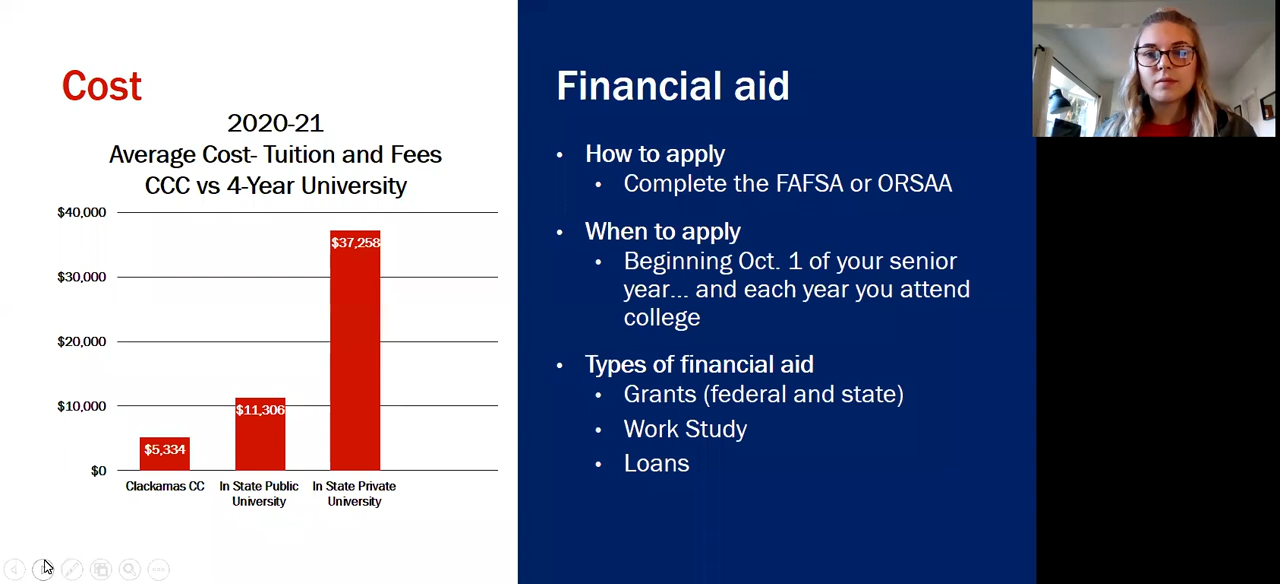 Cost
2020-21
Average Cost- Tuition and Fees
CCC vs 4-Year University
$40,000
$30,000
$20,000
$10,000
$0
$5,334
$11,306
$37,258
Clackamas CC
In State Public
University
In State Private
University
Financial aid
• How to apply
• Complete the FAFSA or ORSAA
• When to apply
• Beginning Oct. 1 of your senior
year... and each year you attend
college
• Types of financial aid
• Grants (federal and state)
• Work Study
• Loans